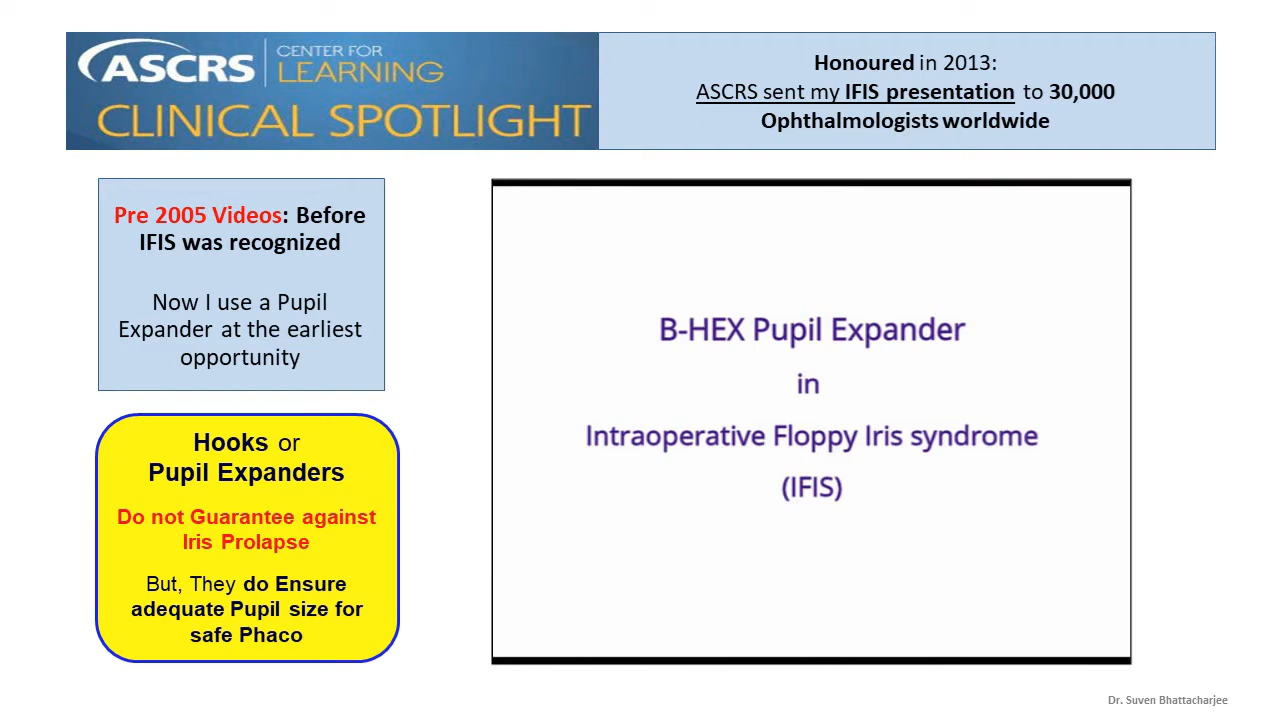 ASCRS
CENTER FOR
LEARNING
CLINICAL SPOTLIGHT
Honoured in 2013:
ASCRS sent my IFIS presentation to 30,000
Ophthalmologists worldwide
Pre 2005 Videos: Before
IFIS was recognized
Now I use a Pupil
Expander at the earliest
opportunity
Hooks or
Pupil Expanders
Do not Guarantee against
Iris Prolapse
But, They do Ensure
adequate Pupil size for
safe Phaco
B-HEX Pupil Expander
in
Intraoperative Floppy Iris syndrome
(IFIS)
Dr. Suven Bhattacharjee